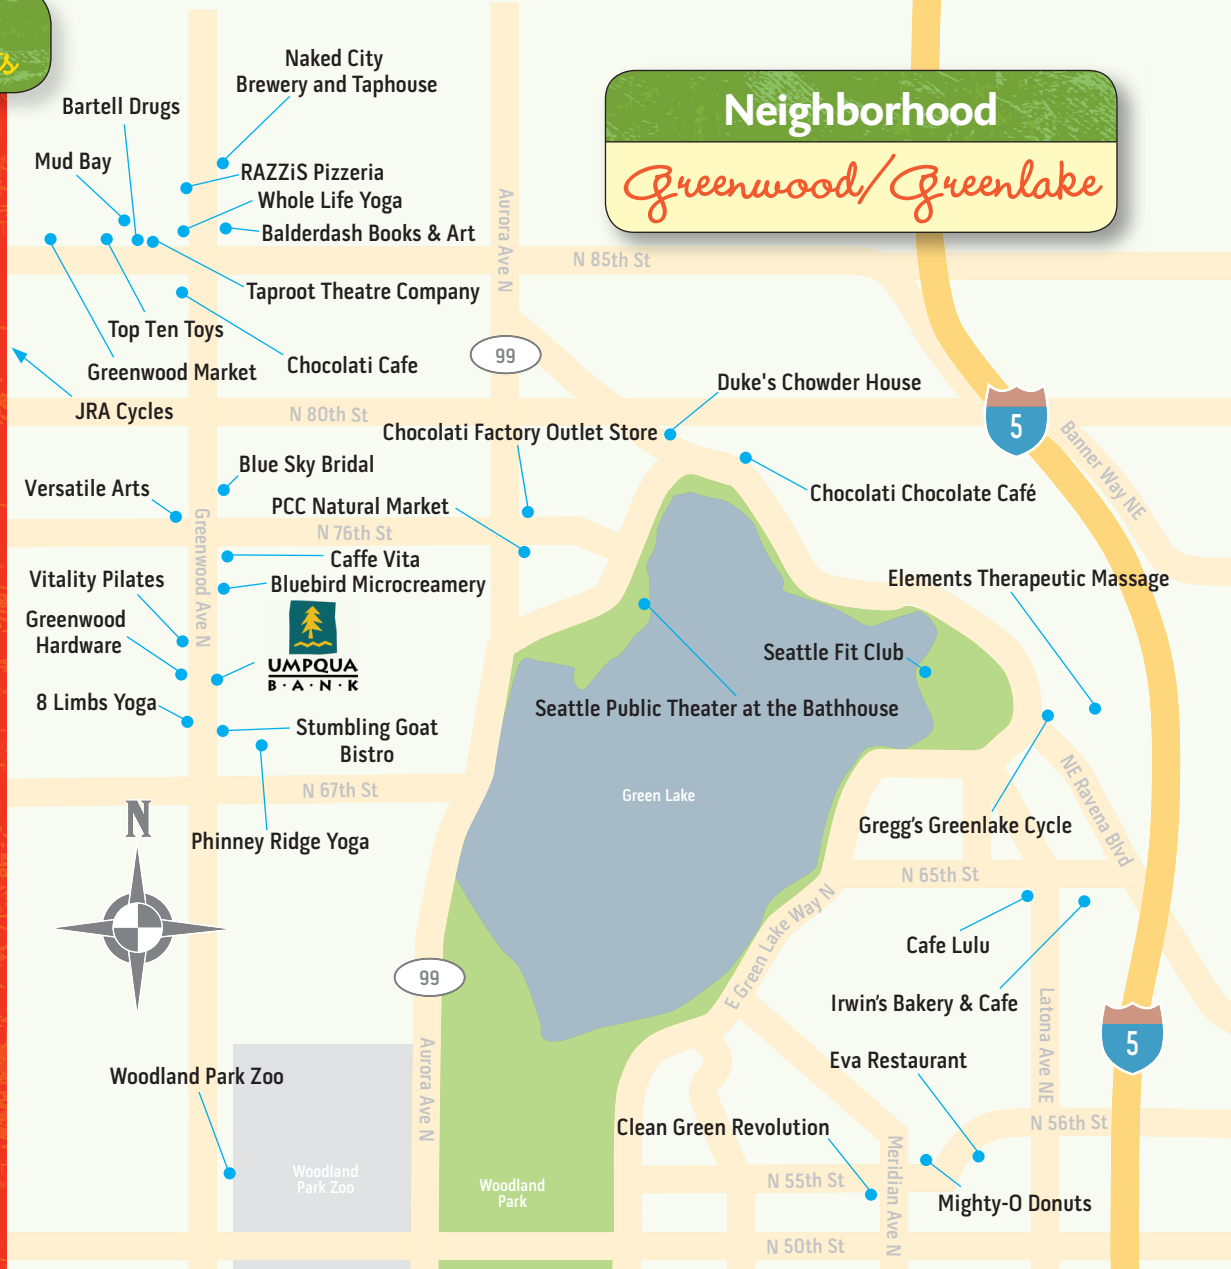 s
Neighborhood
Greenwood/Greenlake
Naked City
Brewery and Taphouse
Bartell Drugs
Mud Bay
RAZZiS Pizzeria
Whole Life Yoga
Balderdash Books & Art
Aurora Ave N
N 85th St
Taproot Theatre Company
Top Ten Toys
Greenwood Market
Chocolati Cafe
99
JRA Cycles
N 80th St
Duke's Chowder House
Chocolati Factory Outlet Store
5
Banner Way NE
Blue Sky Bridal
Versatile Arts
PCC Natural Market
Chocolati Chocolate Café
Greenwood Ave N
N 76th St
Caffe Vita
Vitality Pilates
Bluebird Microcreamery
Elements Therapeutic Massage
Greenwood
Hardware
UMPQUA
B·A·N·K
Seattle Fit Club
8 Limbs Yoga
Seattle Public Theater at the Bathhouse
Stumbling Goat
Bistro
N 67th St
Green Lake
NE Ravena Blvd
N
Phinney Ridge Yoga
Gregg's Greenlake Cycle
N 65th St
E Green Lake Way N
Cafe Lulu
99
Irwin's Bakery & Cafe
Latona Ave NE
5
Aurora Ave N
Woodland Park Zoo
Eva Restaurant
Clean Green Revolution
N 56th St
Woodland
Park Zoo
Woodland
Park
N 55th St
Meridian Ave N
Mighty-O Donuts
N 50th St